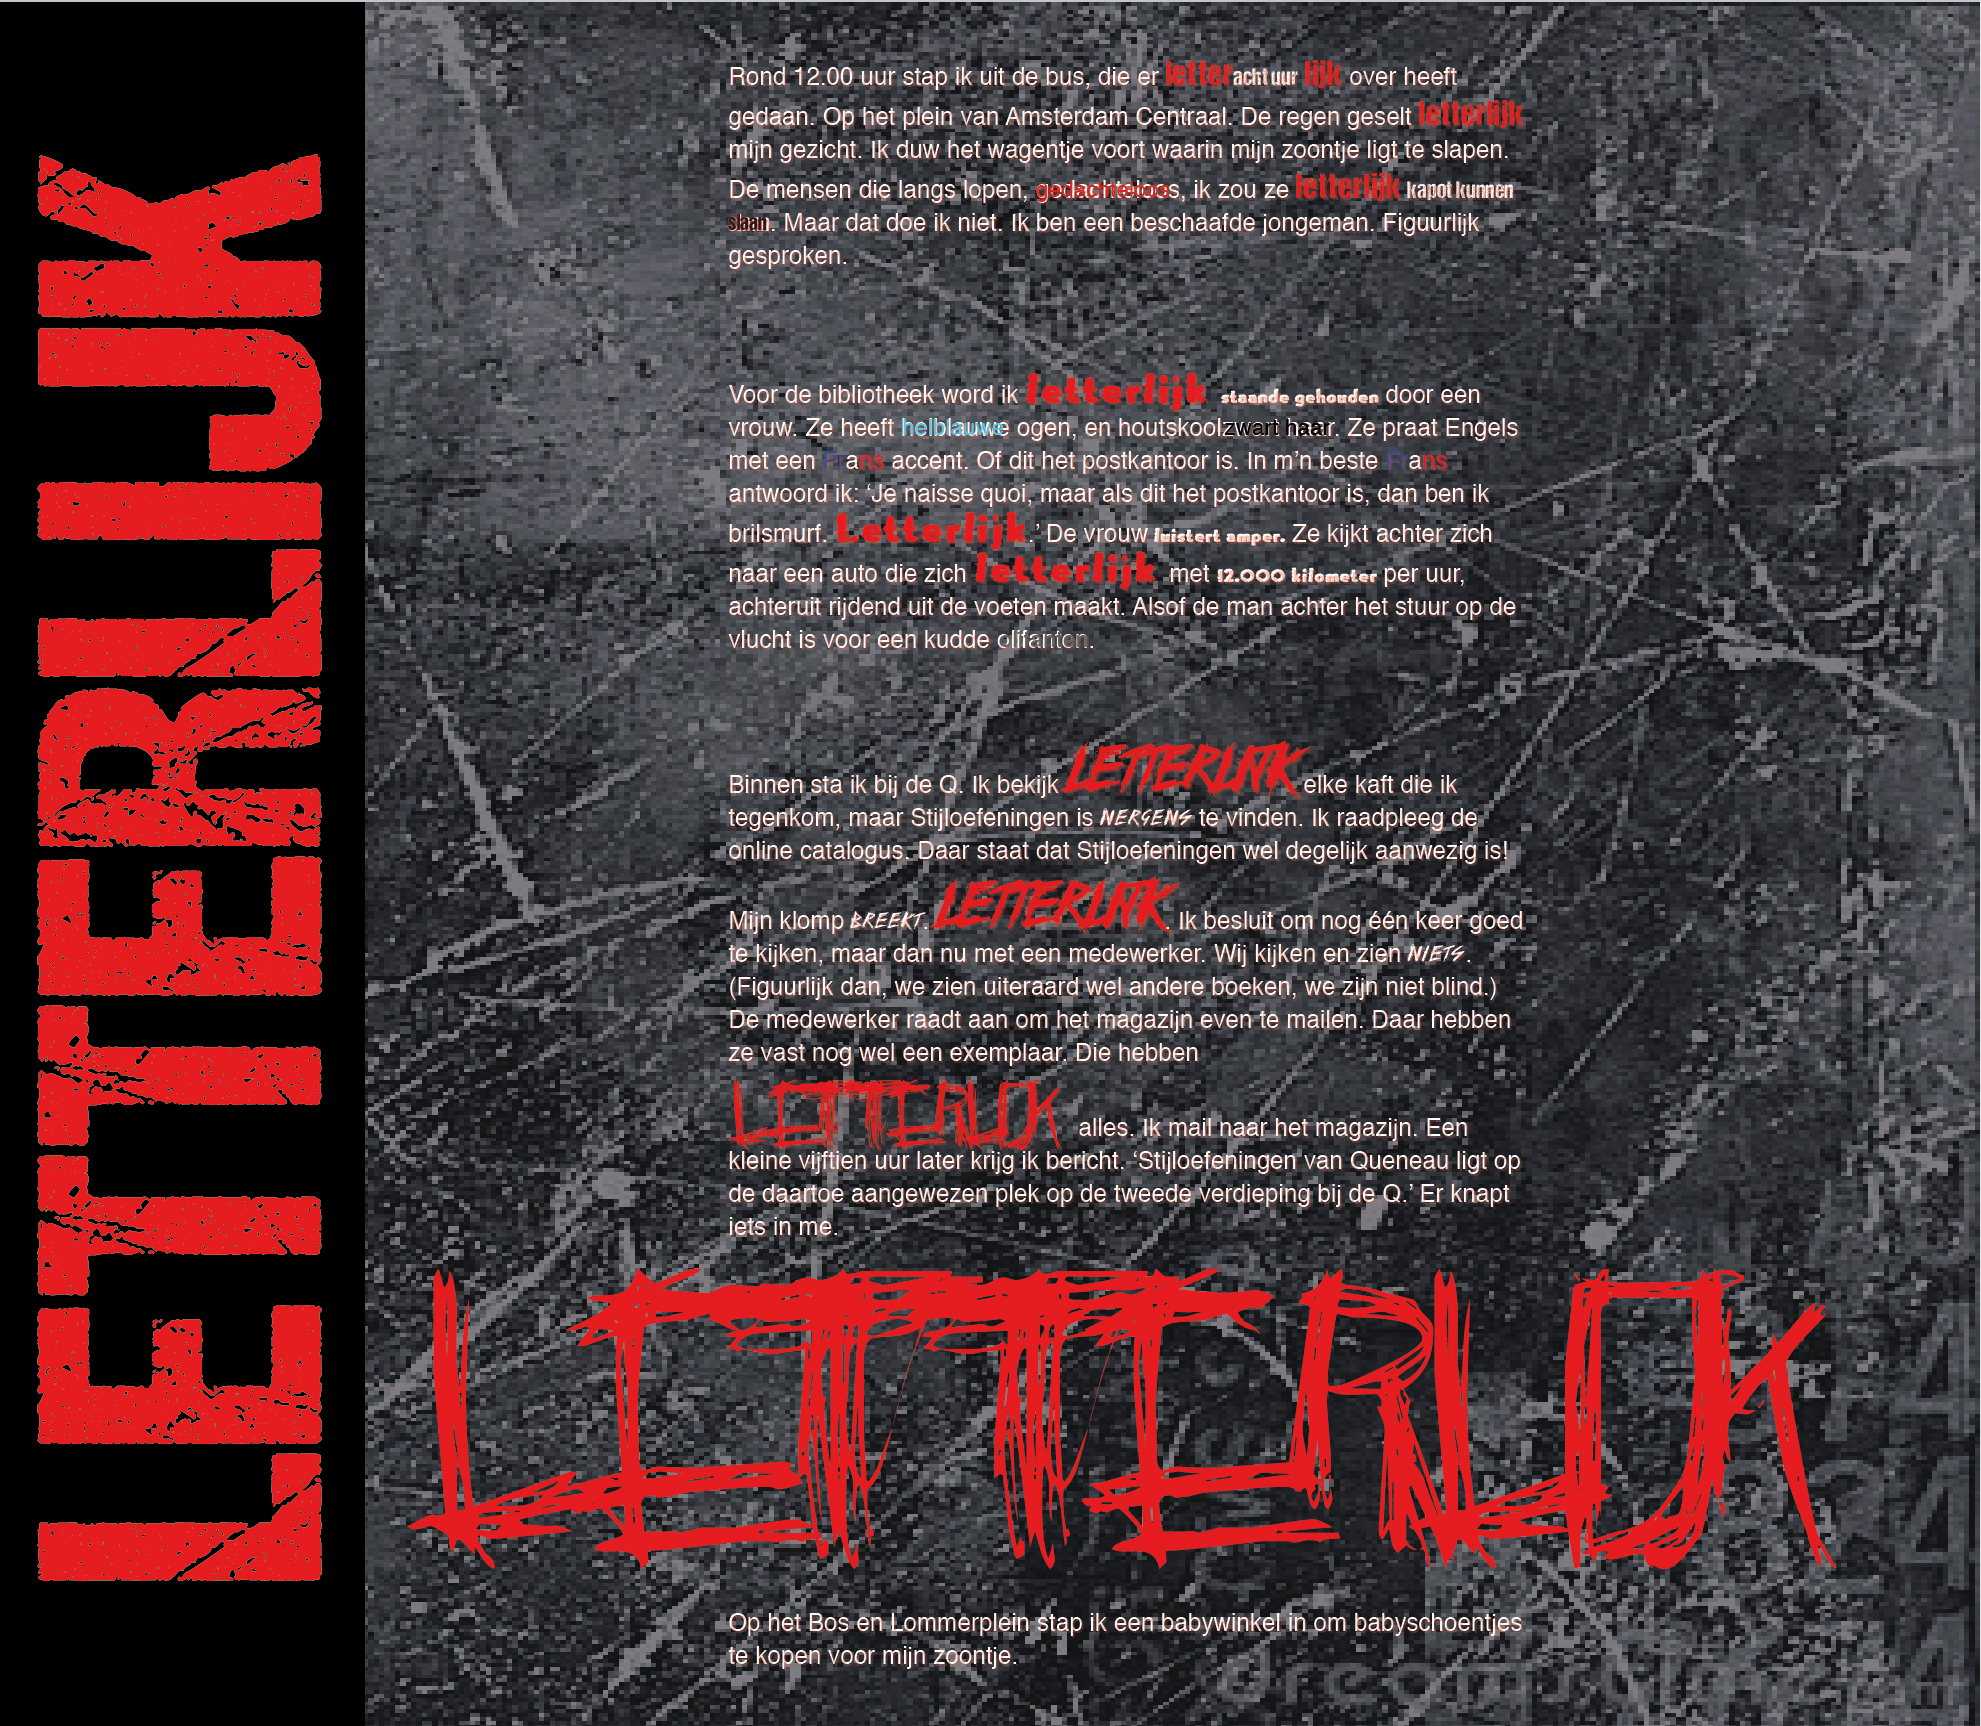 LETTERLIJK
Rond 12.00 uur stap ik uit de bus, die er letter acht uur lijk over heeft
gedaan. Op het plein van Amsterdam Centraal. De regen geselt letterlijk
mijn gezicht. Ik duw het wagentje voort waarin mijn zoontje ligt te slapen.
De mensen die langs lopen, gedachteloos, ik zou ze letterlijk kapot kunnen
slaan. Maar dat doe ik niet. Ik ben een beschaafde jongeman. Figuurlijk
gesproken.
Voor de bibliotheek word ik letterlijk staande gehouden door een
vrouw. Ze heeft helblauwe ogen, en houtskoolzwart haar. Ze praat Engels
met een Frans accent. Of dit het postkantoor is. In m’n beste Frans
antwoord ik: ‘Je naisse quoi, maar als dit het postkantoor is, dan ben ik
brilsmurf. Letterlijk.’ De vrouw luistert amper. Ze kijkt achter zich
naar een auto die zich letterlijk met 12.000 kilometer per uur,
achteruit rijdend uit de voeten maakt. Alsof de man achter het stuur op de
vlucht is voor een kudde olifanten.
Binnen sta ik bij de Q. Ik bekijk LETTERLIJK elke kaft die ik
tegenkom, maar Stijloefeningen is NERGENS te vinden. Ik raadpleeg de
online catalogus. Daar staat dat Stijloefeningen wel degelijk aanwezig is!
Mijn klomp BREEKT. LETTERLIJK. Ik besluit om nog één keer goed
te kijken, maar dan nu met een medewerker. Wij kijken en zien NIETS.
(Figuurlijk dan, we zien uiteraard wel andere boeken, we zijn niet blind.)
De medewerker raadt aan om het magazijn even te mailen. Daar hebben
ze vast nog wel een exemplaar. Die hebben
LETTERLIJK alles. Ik mail naar het magazijn. Een
kleine vijftien uur later krijg ik bericht. ‘Stijloefeningen van Queneau ligt op
de daartoe aangewezen plek op de tweede verdieping bij de Q.’ Er knapt
iets in me.
LETTERLIJK
Op het Bos en Lommerplein stap ik een babywinkel in om babyschoentjes
te kopen voor mijn zoontje.